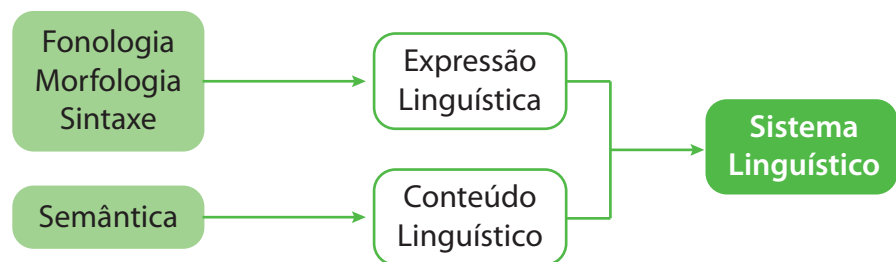 Fonologia
Morfologia
Sintaxe
Expressão
Linguística
Sistema
Linguístico
Semântica
Conteúdo
Linguístico